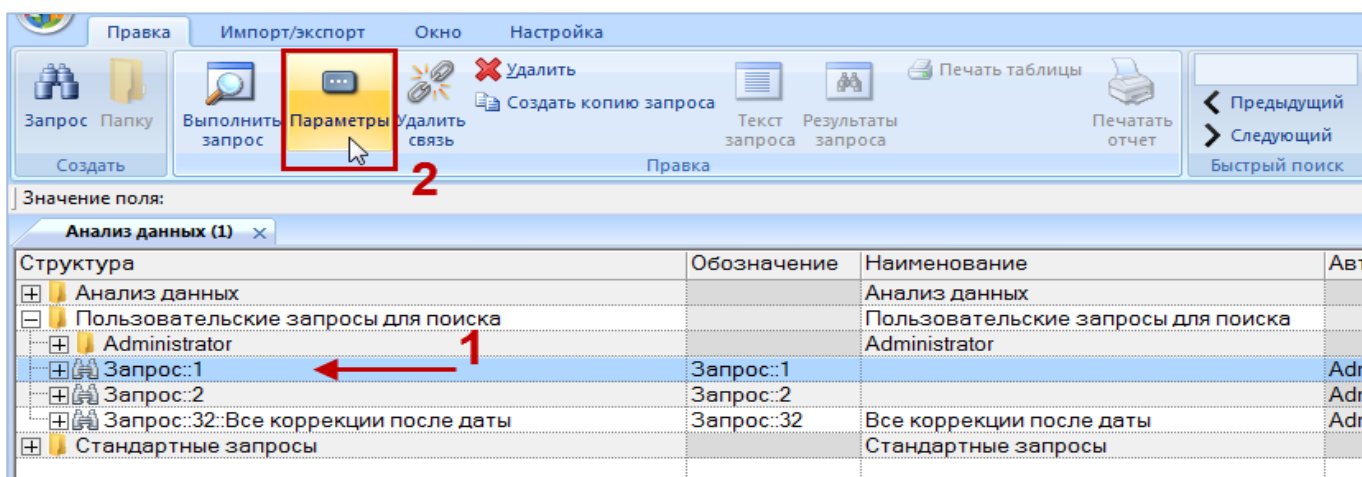 Правка Импорт/экспорт Окно Настройка
Запрос Папку
Создать
Выполнить запрос
Параметры
Удалить связь
Удалить
Создать копию запроса
Текст запроса
Результаты запроса
Печать таблицы
Печатать отчет
Правка
Предыдущий
Следующий
Быстрый поиск
2
Значение поля:
Анализ данных (1)
Структура Обозначение Наименование Авт
Анализ данных Анализ данных
Пользовательские запросы для поиска Пользовательские запросы для поиска
Administrator Administrator
1
Запрос::1 Запрос::1 Adm
Запрос::2 Запрос::2 Adm
Запрос::32::Все коррекции после даты Запрос::32 Все коррекции после даты Adm
Стандартные запросы Стандартные запросы